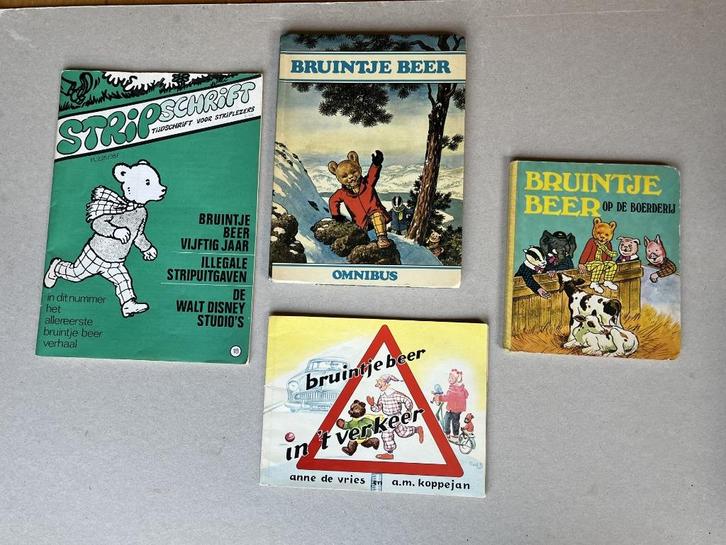 STRIPSCHRIFT
TIJDSCHRIFT VOOR STRIPLEZERS
BRUINTJE
BEER
VIJFTIG JAAR
ILLEGALE
STRIPUITGAVEN
DE
WALT DISNEY
STUDIO'S
in dit nummer
het
allereerste
bruintje beer
verhaal
BRUINTJE BEER
OMNIBUS
BRUINTJE
BEER OP DE BOERDERIJ
bruintje beer
in 't verkeer
anne de vries en a.m. koppejan